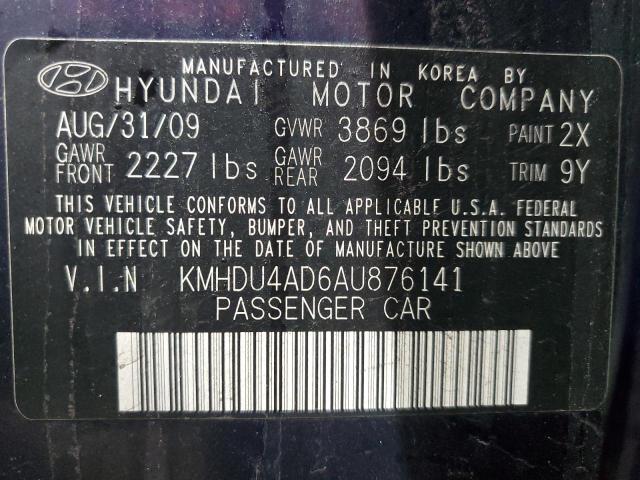 MANUFACTURED IN KOREA BY
HYUNDAI MOTOR COMPANY
AUG/31/09 GVWR 3869 lbs PAINT 2X
GAWR FRONT 2227 lbs GAWR REAR 2094 lbs TRIM 9Y
THIS VEHICLE CONFORMS TO ALL APPLICABLE U.S.A. FEDERAL
MOTOR VEHICLE SAFETY, BUMPER, AND THEFT PREVENTION STANDARDS
IN EFFECT ON THE DATE OF MANUFACTURE SHOWN ABOVE
V.I.N KMHDU4AD6AU876141
PASSENGER CAR